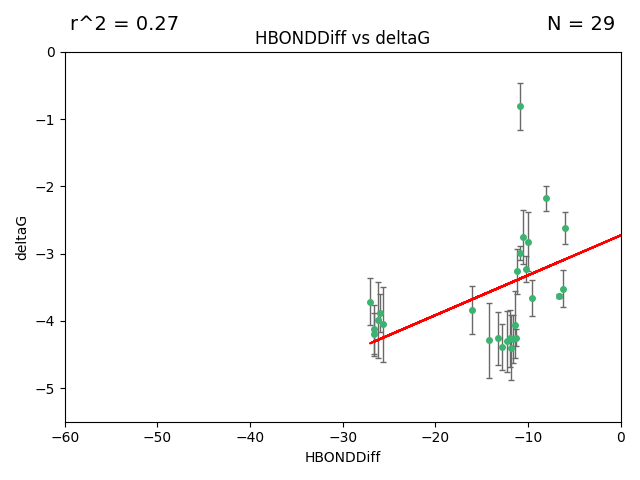 r^2 = 0.27
N = 29
HBONDDiff vs deltaG
0
−1
−2
−3
−4
−5
deltaG
−60
−50
−40
−30
−20
−10
0
HBONDDiff